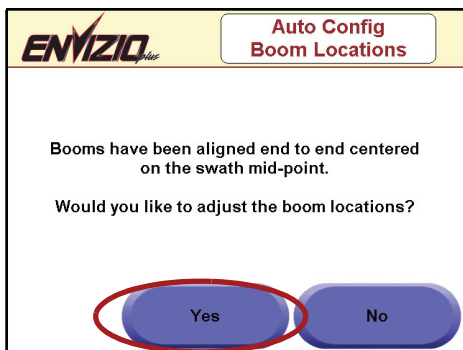 ENVIZIO plus
Auto Config
Boom Locations
Booms have been aligned end to end centered
on the swath mid-point.
Would you like to adjust the boom locations?
Yes No